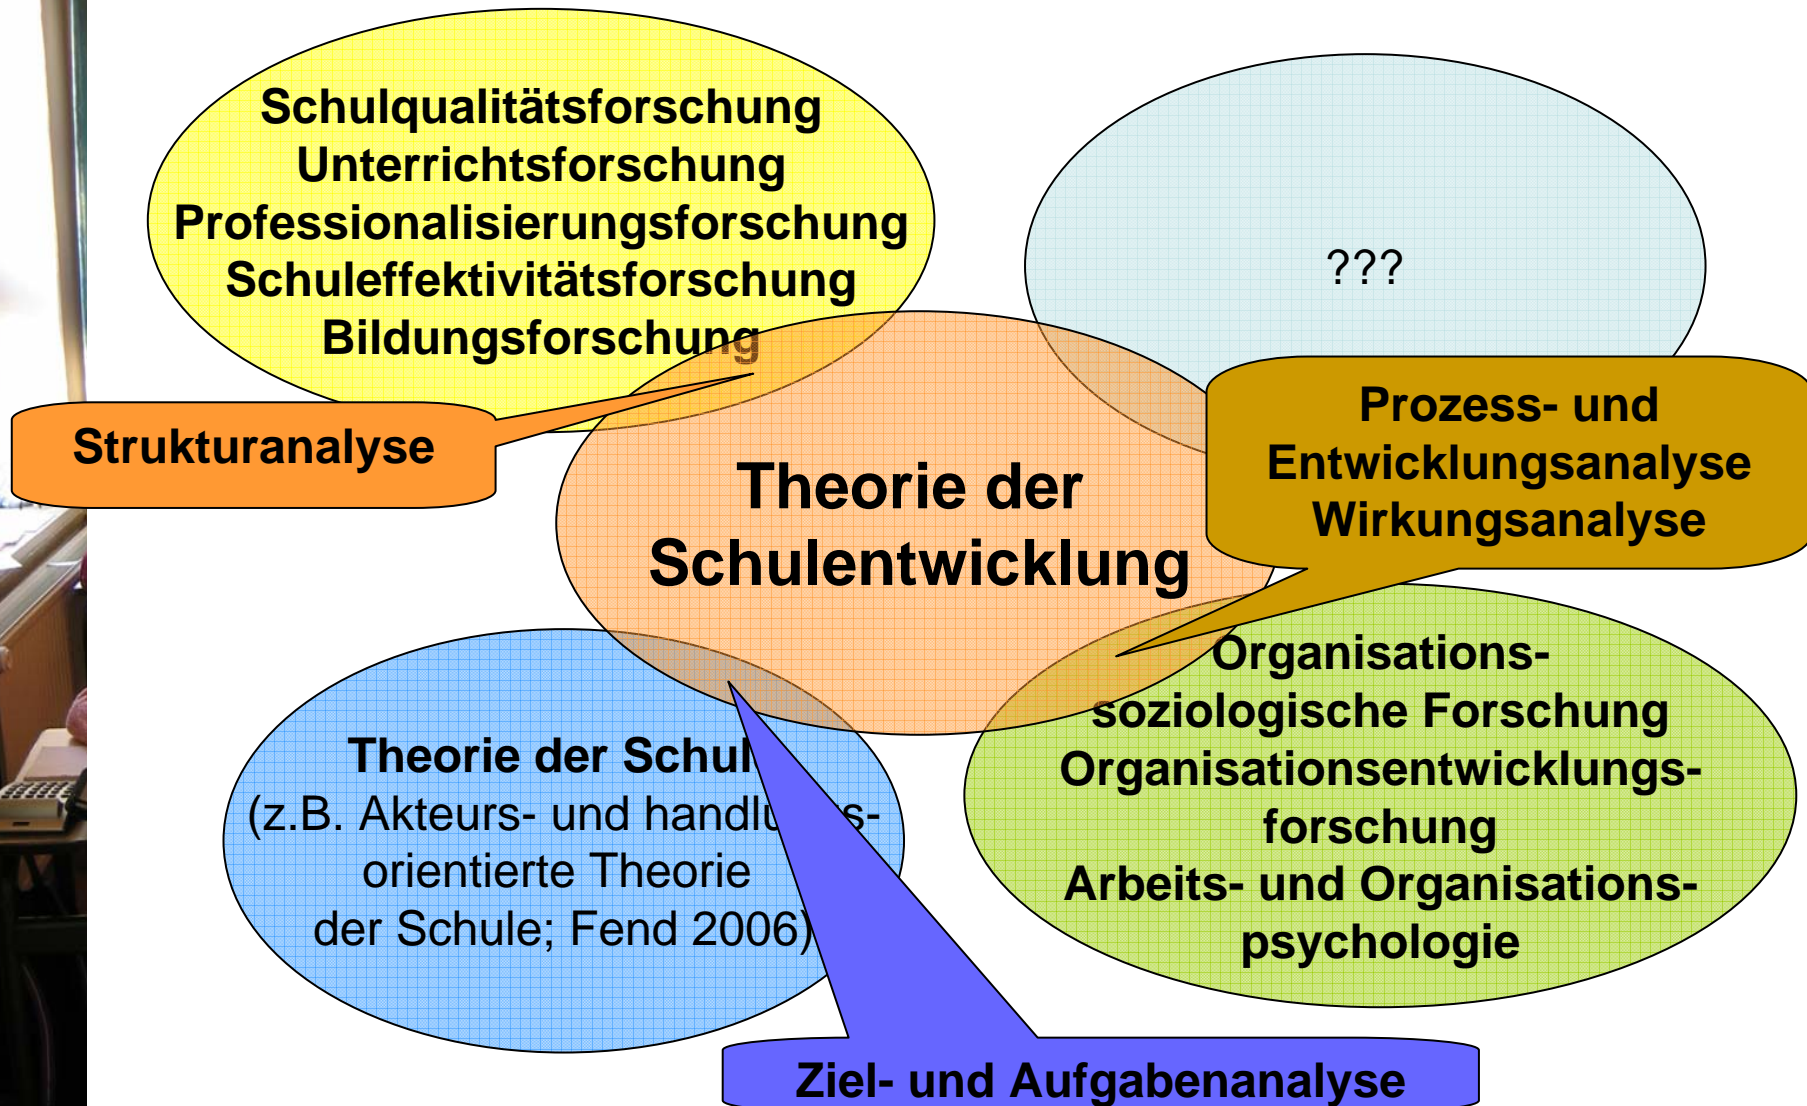 Schulqualitätsforschung
Unterrichtsforschung
Professionalisierungsforschung
Schuleffektivitätsforschung
Bildungsforschung
???
Strukturanalyse
Prozess- und
Entwicklungsanalyse
Wirkungsanalyse
Theorie der
Schulentwicklung
Theorie der Schul
(z.B. Akteurs- und handlungs-
orientierte Theorie
der Schule; Fend 2006)
Organisations-
soziologische Forschung
Organisationsentwicklungs-
forschung
Arbeits- und Organisations-
psychologie
Ziel- und Aufgabenanalyse